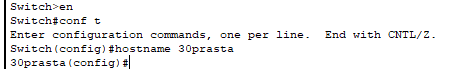 Switch>en
Switch#conf t
Enter configuration commands, one per line.  End with CNTL/Z.
Switch(config)#hostname 30prasta
30prasta(config)#